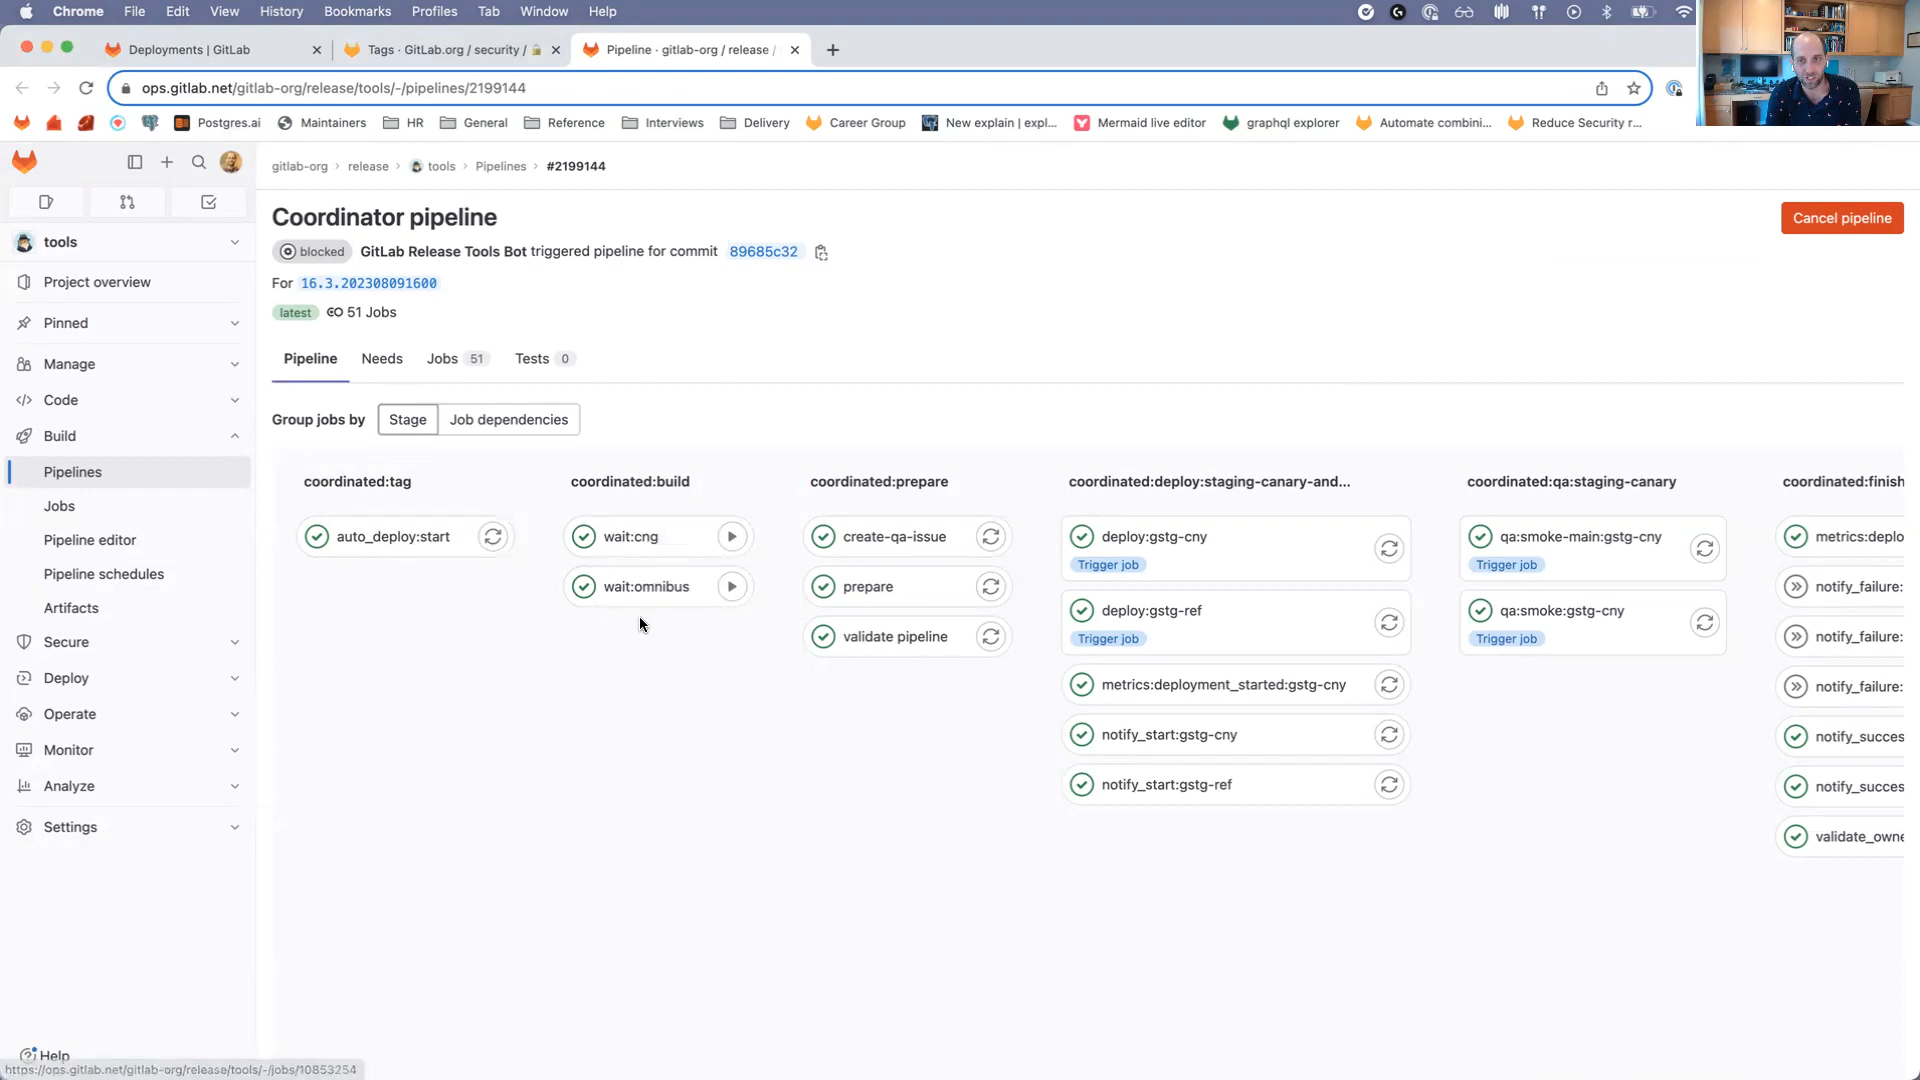 Chrome File Edit View History Bookmarks Profiles Tab Window Help
Deployments | GitLab
Tags · GitLab.org / security /
Pipeline · gitlab-org / release /
ops.gitlab.net/gitlab-org/release/tools/-/pipelines/2199144
Postgres.ai Maintainers HR General Reference Interviews Delivery Career Group New explain | expl... Mermaid live editor graphql explorer Automate combini... Reduce Security r...
gitlab-org › release › tools › Pipelines › #2199144
Coordinator pipeline
Cancel pipeline
blocked GitLab Release Tools Bot triggered pipeline for commit 89685c32
For 16.3.202308091600
latest 51 Jobs
Pipeline Needs Jobs 51 Tests 0
Group jobs by Stage Job dependencies
tools
Project overview
Pinned
Manage
Code
Build
Pipelines
Jobs
Pipeline editor
Pipeline schedules
Artifacts
Secure
Deploy
Operate
Monitor
Analyze
Settings
Help
coordinated:tag
auto_deploy:start
coordinated:build
wait:cng
wait:omnibus
coordinated:prepare
create-qa-issue
prepare
validate pipeline
coordinated:deploy:staging-canary-and...
deploy:gstg-cny
Trigger job
deploy:gstg-ref
Trigger job
metrics:deployment_started:gstg-cny
notify_start:gstg-cny
notify_start:gstg-ref
coordinated:qa:staging-canary
qa:smoke-main:gstg-cny
Trigger job
qa:smoke:gstg-cny
Trigger job
coordinated:finish
metrics:deplo
notify_failure:
notify_failure:
notify_failure:
notify_succes
notify_succes
validate_owne
https://ops.gitlab.net/gitlab-org/release/tools/-/jobs/10853254